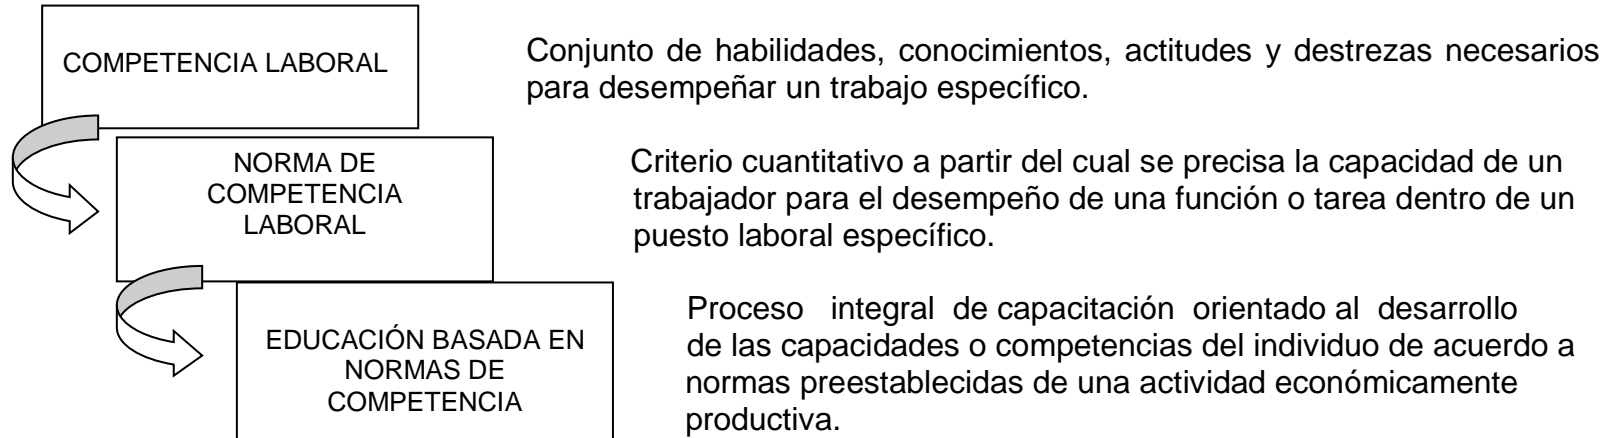 COMPETENCIA LABORAL
Conjunto de habilidades, conocimientos, actitudes y destrezas necesarios
para desempeñar un trabajo específico.
NORMA DE
COMPETENCIA
LABORAL
Criterio cuantitativo a partir del cual se precisa la capacidad de un
trabajador para el desempeño de una función o tarea dentro de un
puesto laboral específico.
EDUCACIÓN BASADA EN
NORMAS DE
COMPETENCIA
Proceso integral de capacitación orientado al desarrollo
de las capacidades o competencias del individuo de acuerdo a
normas preestablecidas de una actividad económicamente
productiva.